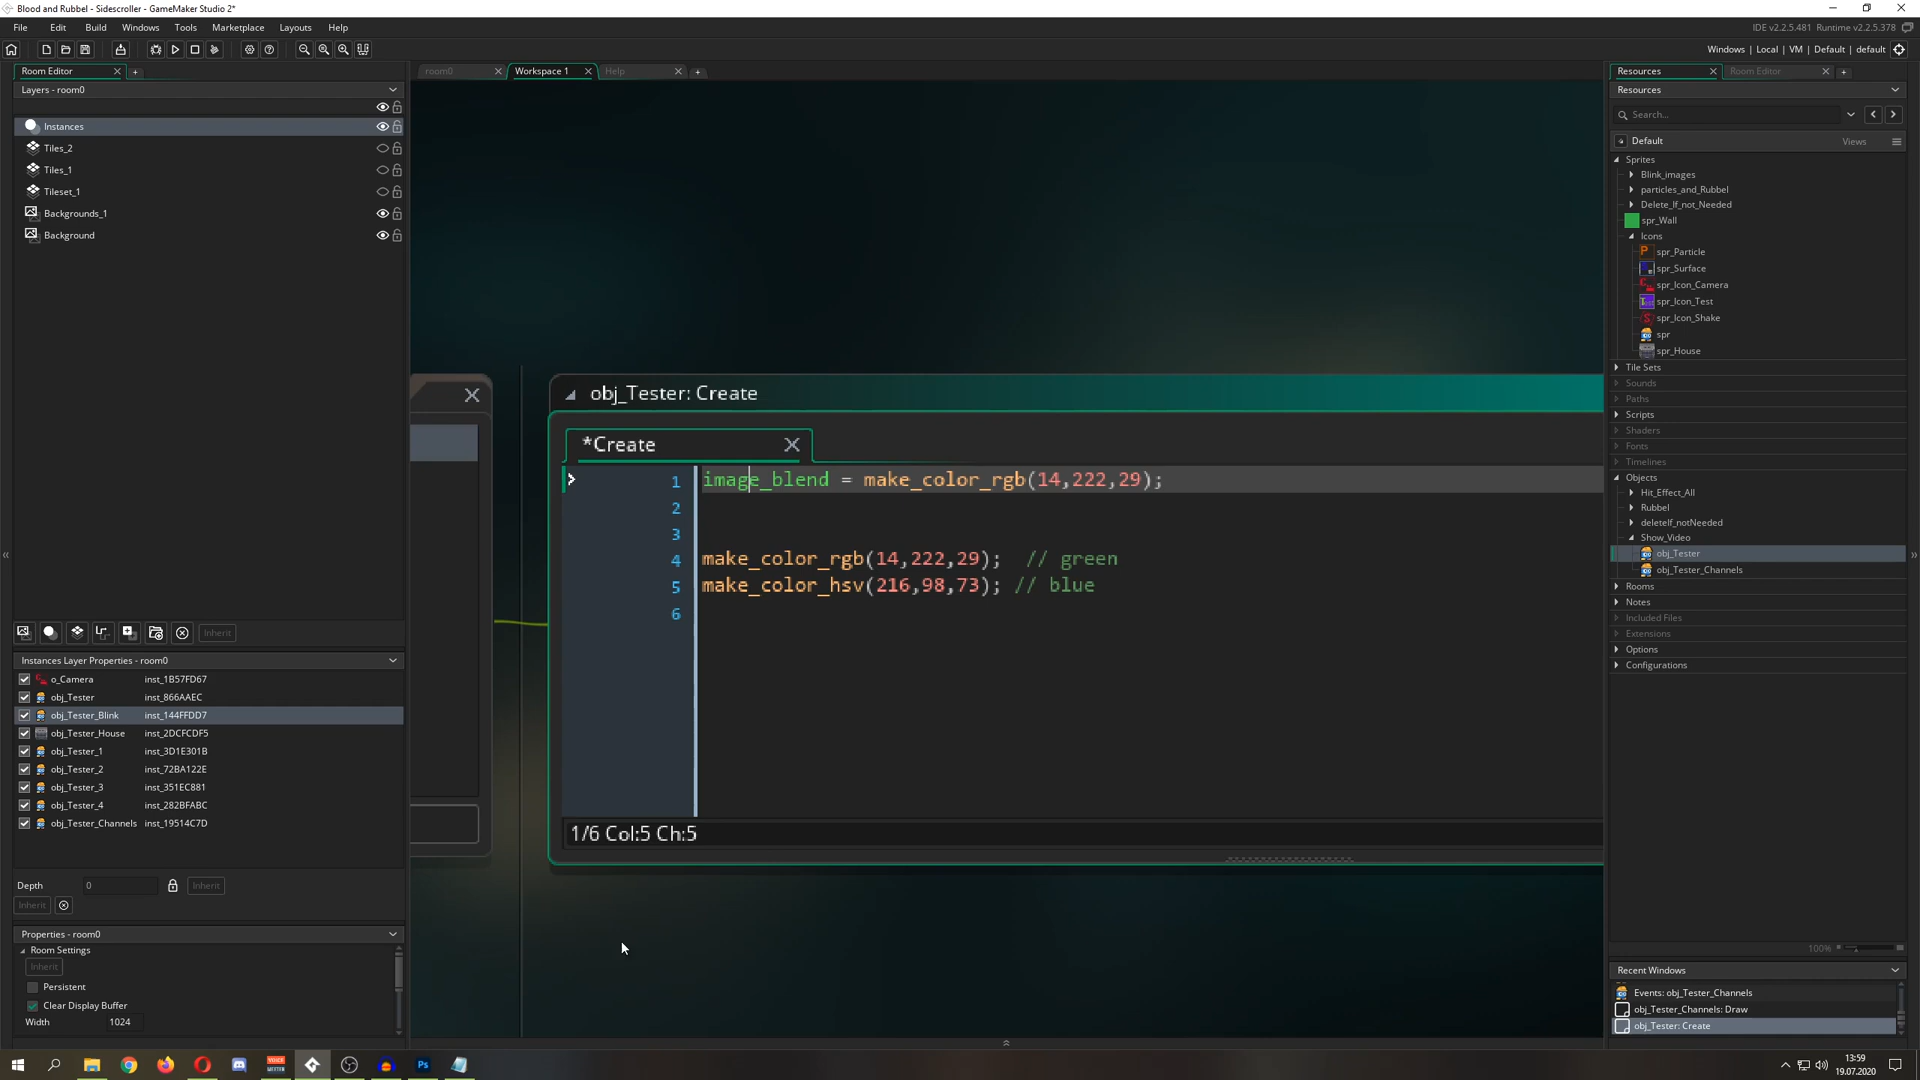 Blood and Rubbel - Sidescroller - GameMaker Studio 2*
File Edit Build Windows Tools Marketplace Layouts Help
IDE v2.2.5.481 Runtime v2.2.5.378
Windows | Local | VM | Default | default
Room Editor
Layers - room0
Instances
Tiles_2
Tiles_1
Tileset_1
Backgrounds_1
Background
Inherit
Instances Layer Properties - room0
o_Camera inst_1B57FD67
obj_Tester inst_866AAEC
obj_Tester_Blink inst_144FFDD7
obj_Tester_House inst_2DCFCDF5
obj_Tester_1 inst_3D1E301B
obj_Tester_2 inst_72BA122E
obj_Tester_3 inst_351EC881
obj_Tester_4 inst_282BFABC
obj_Tester_Channels inst_19514C7D
Depth 0 Inherit
Inherit
Properties - room0
Room Settings
Inherit
Persistent
Clear Display Buffer
Width 1024
room0 Workspace 1 Help
obj_Tester: Create
*Create
1 image_blend = make_color_rgb(14,222,29);
2
3
4 make_color_rgb(14,222,29); // green
5 make_color_hsv(216,98,73); // blue
6
1/6 Col:5 Ch:5
Resources Room Editor
Resources
Search...
Default Views
Sprites
Blink_images
particles_and_Rubbel
Delete_If_not_Needed
spr_Wall
Icons
spr_Particle
spr_Surface
spr_Icon_Camera
spr_Icon_Test
spr_Icon_Shake
spr
spr_House
Tile Sets
Sounds
Paths
Scripts
Shaders
Fonts
Timelines
Objects
Hit_Effect_All
Rubbel
deleteIf_notNeeded
Show_Video
obj_Tester
obj_Tester_Channels
Rooms
Notes
Included Files
Extensions
Options
Configurations
100%
Recent Windows
Events: obj_Tester_Channels
obj_Tester_Channels: Draw
obj_Tester: Create
Ps
13:59
19.07.2020